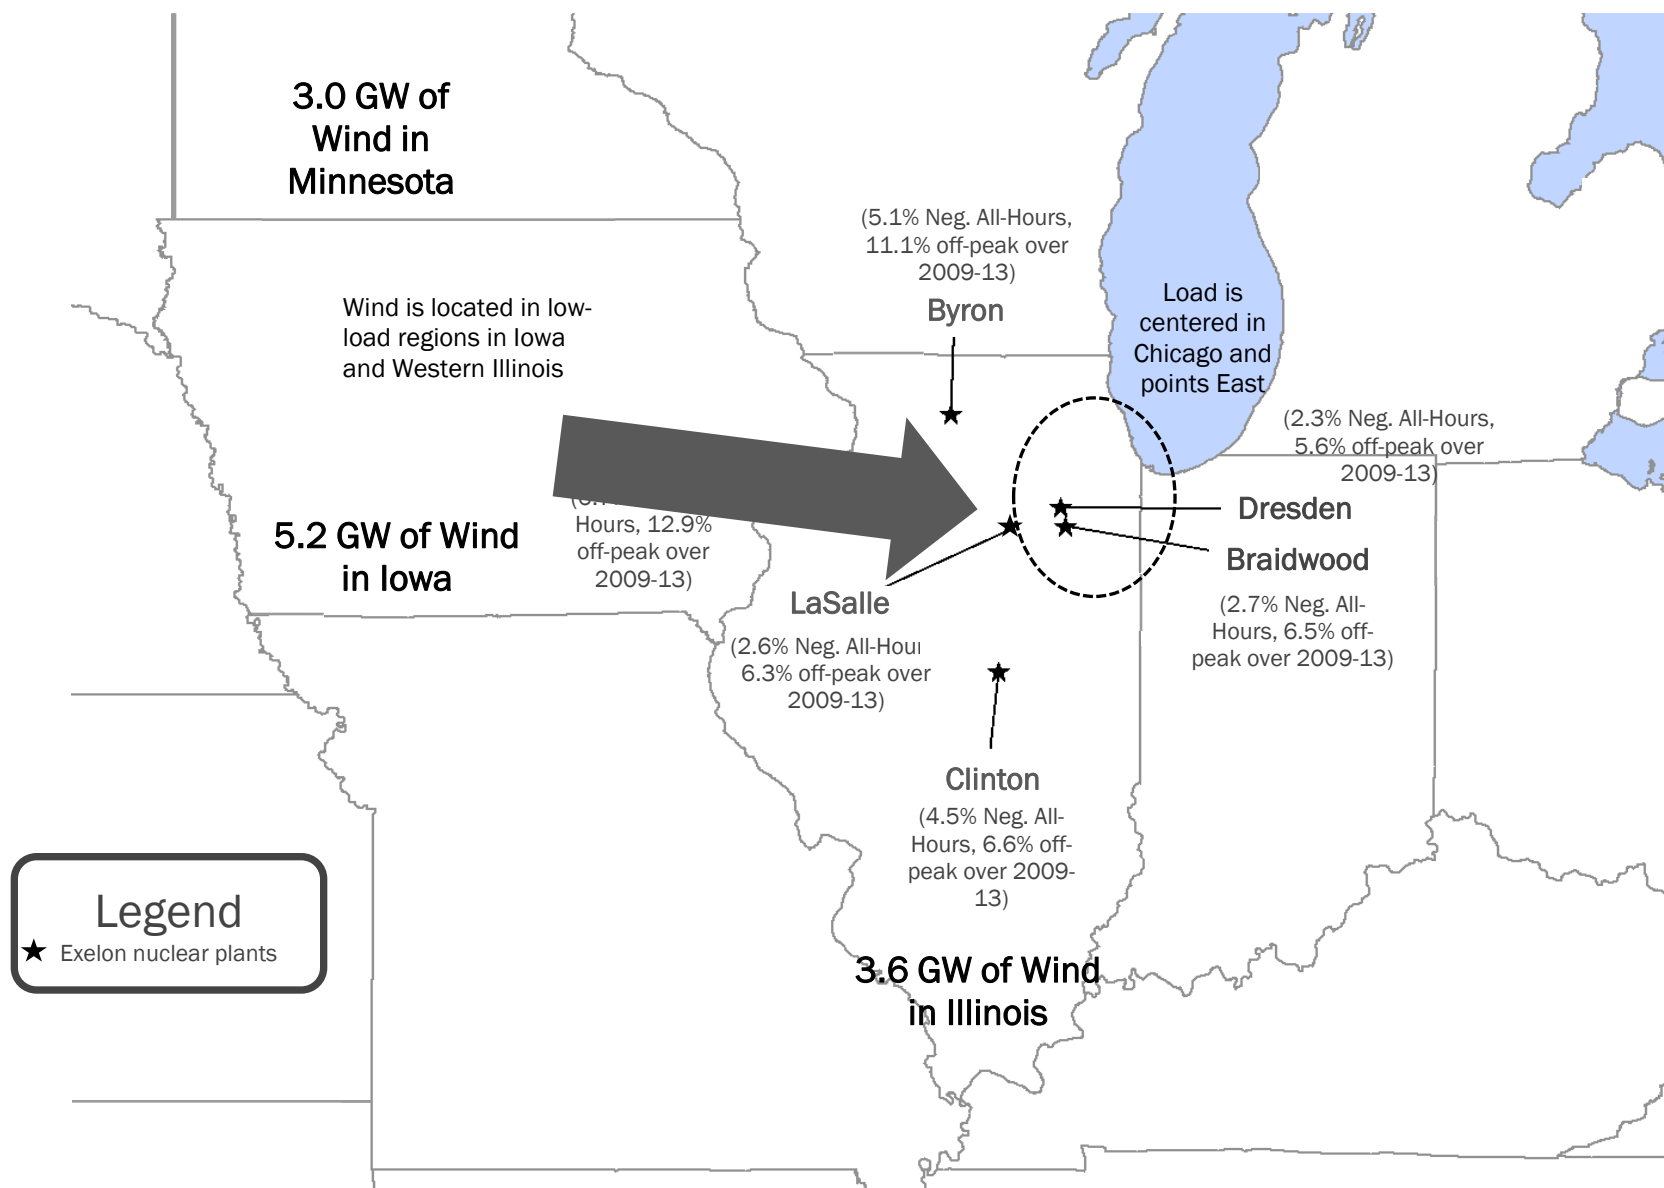 3.0 GW of
Wind in
Minnesota
(5.1% Neg. All-Hours,
11.1% off-peak over
2009-13)
Byron
Wind is located in low-
load regions in Iowa
and Western Illinois
Load is
centered in
Chicago and
points East
(2.3% Neg. All-Hours,
5.6% off-peak over
2009-13)
Dresden
Braidwood
(2.7% Neg. All-
Hours, 6.5% off-
peak over 2009-13)
5.2 GW of Wind
in Iowa
Hours, 12.9%
off-peak over
2009-13)
LaSalle
(2.6% Neg. All-Hour
6.3% off-peak over
2009-13)
Clinton
(4.5% Neg. All-
Hours, 6.6% off-
peak over 2009-
13)
Legend
Exelon nuclear plants
3.6 GW of Wind
in Illinois